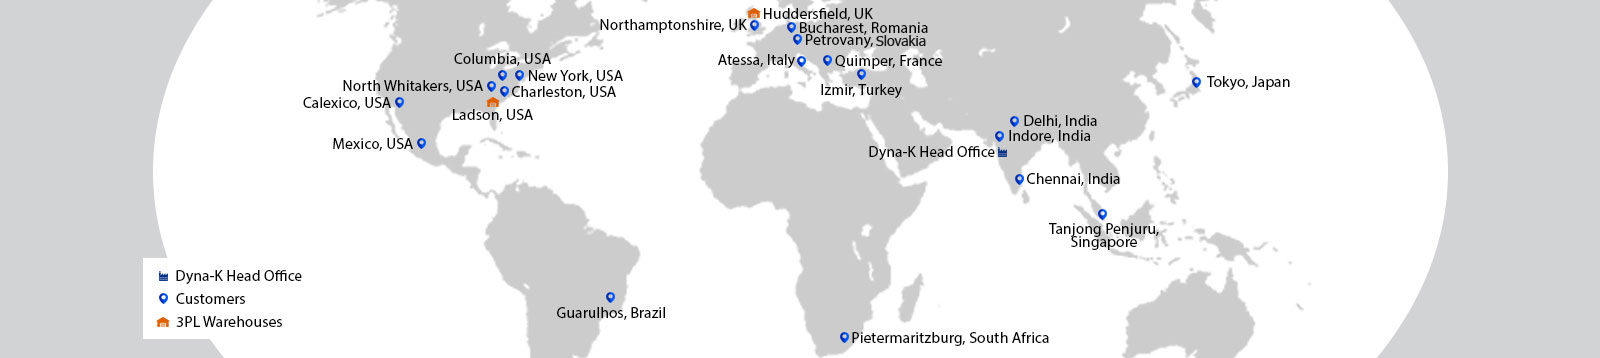 Huddersfield, UK
Northamptonshire, UK
Bucharest, Romania
Petrovany, Slovakia
Columbia, USA
Atessa, Italy
Quimper, France
New York, USA
North Whitakers, USA
Charleston, USA
Izmir, Turkey
Tokyo, Japan
Calexico, USA
Ladson, USA
Delhi, India
Indore, India
Mexico, USA
Dyna-K Head Office
Chennai, India
Tanjong Penjuru,
Singapore
Guarulhos, Brazil
Pietermaritzburg, South Africa
Dyna-K Head Office
Customers
3PL Warehouses